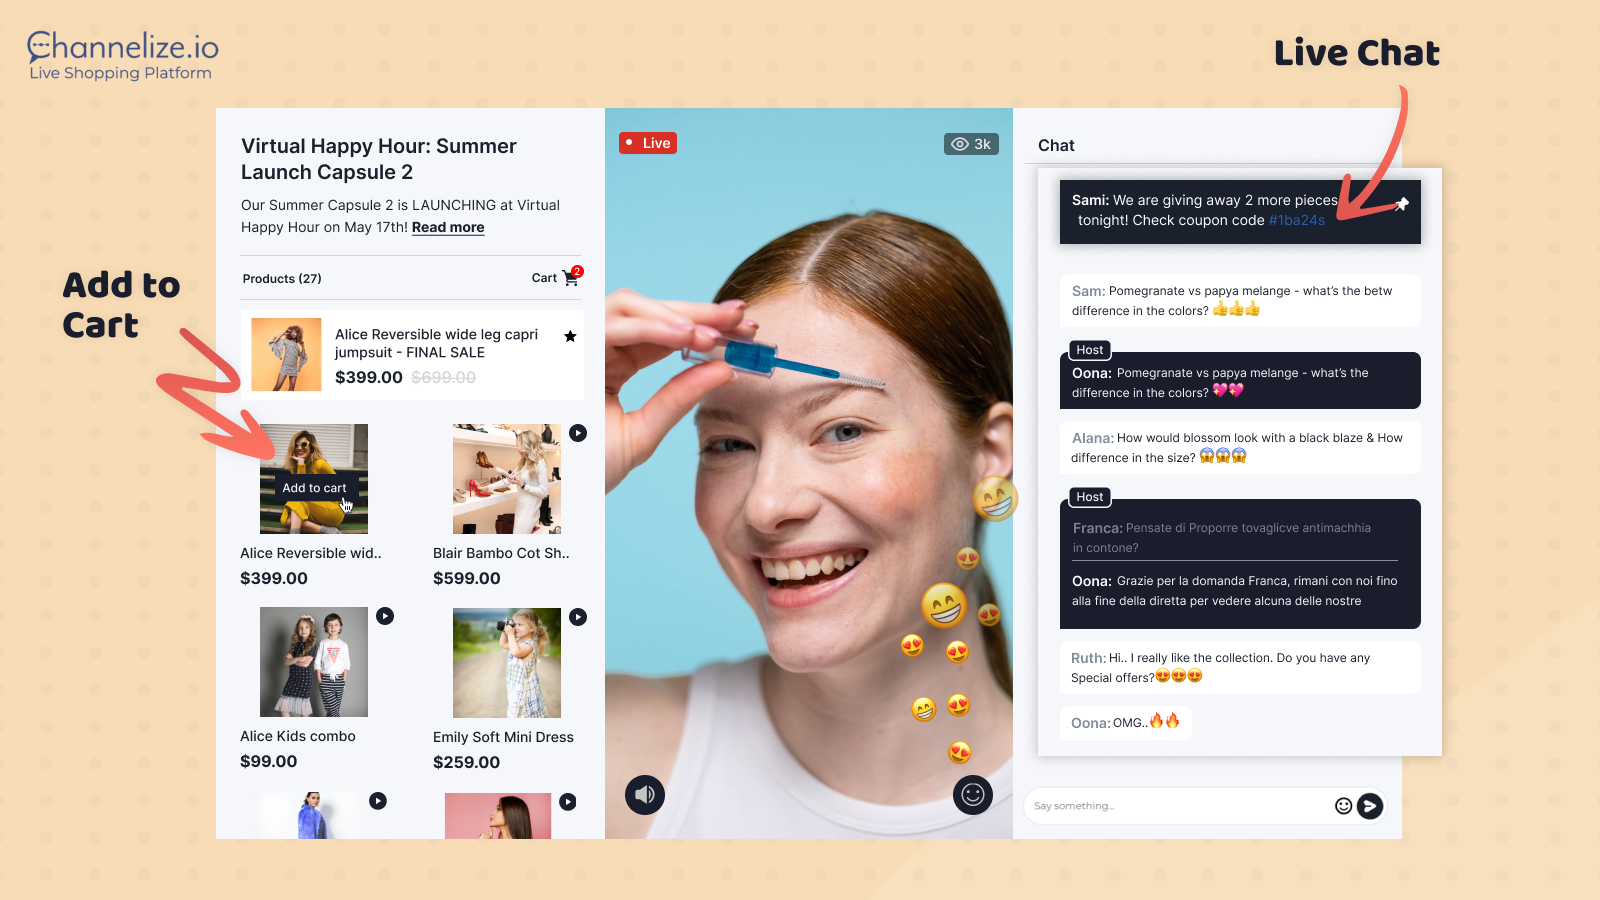 Channelize.io
Live Shopping Platform
Live Chat
Add to
Cart
Virtual Happy Hour: Summer
Launch Capsule 2
Our Summer Capsule 2 is LAUNCHING at Virtual
Happy Hour on May 17th! Read more
Products (27)
Cart 2
Alice Reversible wide leg capri
jumpsuit - FINAL SALE
$399.00 $699.00
Add to cart
Alice Reversible wid..
$399.00
Blair Bambo Cot Sh..
$599.00
Alice Kids combo
$99.00
Emily Soft Mini Dress
$259.00
Live
3k
Chat
Sami: We are giving away 2 more pieces
tonight! Check coupon code #1ba24s
Sam: Pomegranate vs papya melange - what's the betw
difference in the colors? 👍👍👍
Host
Oona: Pomegranate vs papya melange - what's the
difference in the colors? 💖💖
Alana: How would blossom look with a black blaze & How
difference in the size? 😱😱😱
Host
Franca: Pensate di Proporre tovaglicve antimachhia
in contone?
Oona: Grazie per la domanda Franca, rimani con noi fino
alla fine della diretta per vedere alcuna delle nostre
Ruth: Hi.. I really like the collection. Do you have any
Special offers?😍😍😍
Oona: OMG..🔥🔥
Say something...